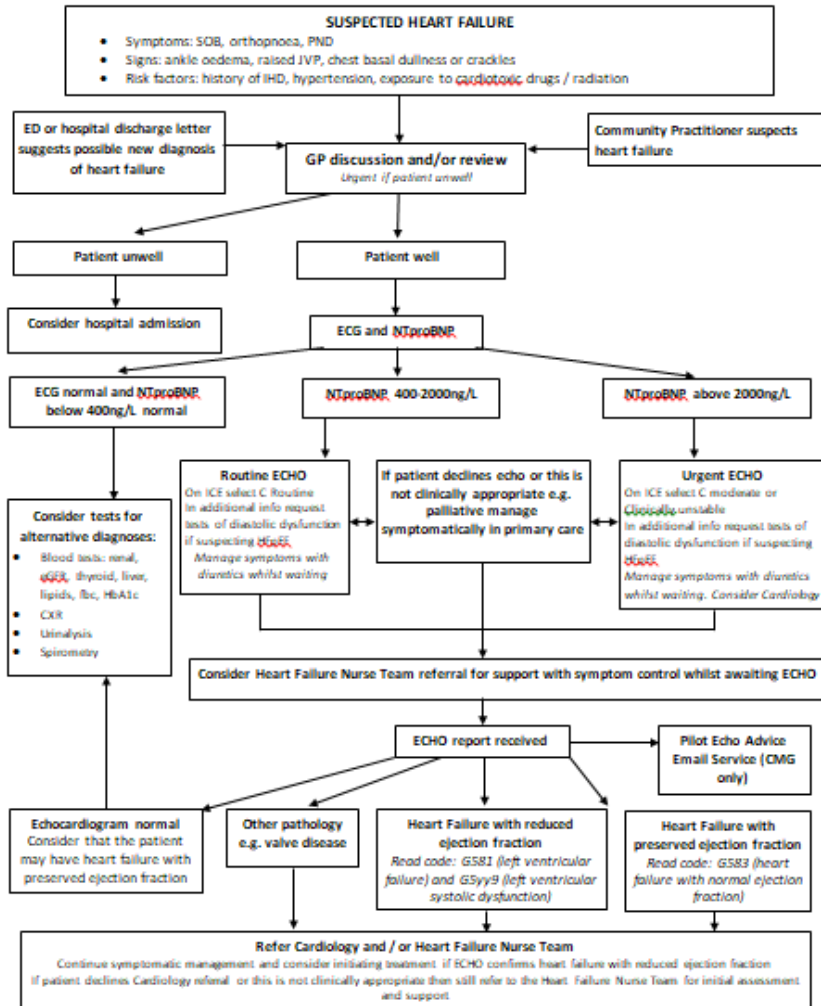 SUSPECTED HEART FAILURE
• Symptoms: SOB, orthopnoea, PND
• Signs: ankle oedema, raised JVP, chest basal dullness or crackles
• Risk factors: history of IHD, hypertension, exposure to cardiotoxic drugs / radiation
ED or hospital discharge letter
suggests possible new diagnosis
of heart failure
GP discussion and/or review
Urgent if patient unwell
Community Practitioner suspects
heart failure
Patient unwell
Patient well
Consider hospital admission
ECG and NTproBNP
ECG normal and NTproBNP
below 400ng/L normal
NTproBNP 400-2000ng/L
NTproBNP above 2000ng/L
Routine ECHO
On ICE select C Routine
In additional info request
tests of diastolic dysfunction
if suspecting HFpEF
Manage symptoms with
diuretics whilst waiting
If patient declines echo or this is
not clinically appropriate e.g.
palliative manage
symptomatically in primary care
Urgent ECHO
On ICE select C moderate or
Clinically unstable
In additional info request tests of
diastolic dysfunction if suspecting
HFpEF
Manage symptoms with diuretics
whilst waiting. Consider Cardiology
Consider tests for
alternative diagnoses:
• Blood tests: renal,
eGFR, thyroid, liver,
lipids, fbc, HbA1c
• CXR
• Urinalysis
• Spirometry
Consider Heart Failure Nurse Team referral for support with symptom control whilst awaiting ECHO
ECHO report received
Pilot Echo Advice
Email Service (CMG
only)
Echocardiogram normal
Consider that the patient
may have heart failure with
preserved ejection fraction
Other pathology
e.g. valve disease
Heart Failure with reduced
ejection fraction
Read code: G581 (left ventricular
failure) and G5yy9 (left ventricular
systolic dysfunction)
Heart Failure with
preserved ejection fraction
Read code: G583 (heart
failure with normal ejection
fraction)
Refer Cardiology and / or Heart Failure Nurse Team
Continue symptomatic management and consider initiating treatment if ECHO confirms heart failure with reduced ejection fraction
If patient declines Cardiology referral or this is not clinically appropriate then still refer to the Heart Failure Nurse Team for initial assessment
and support